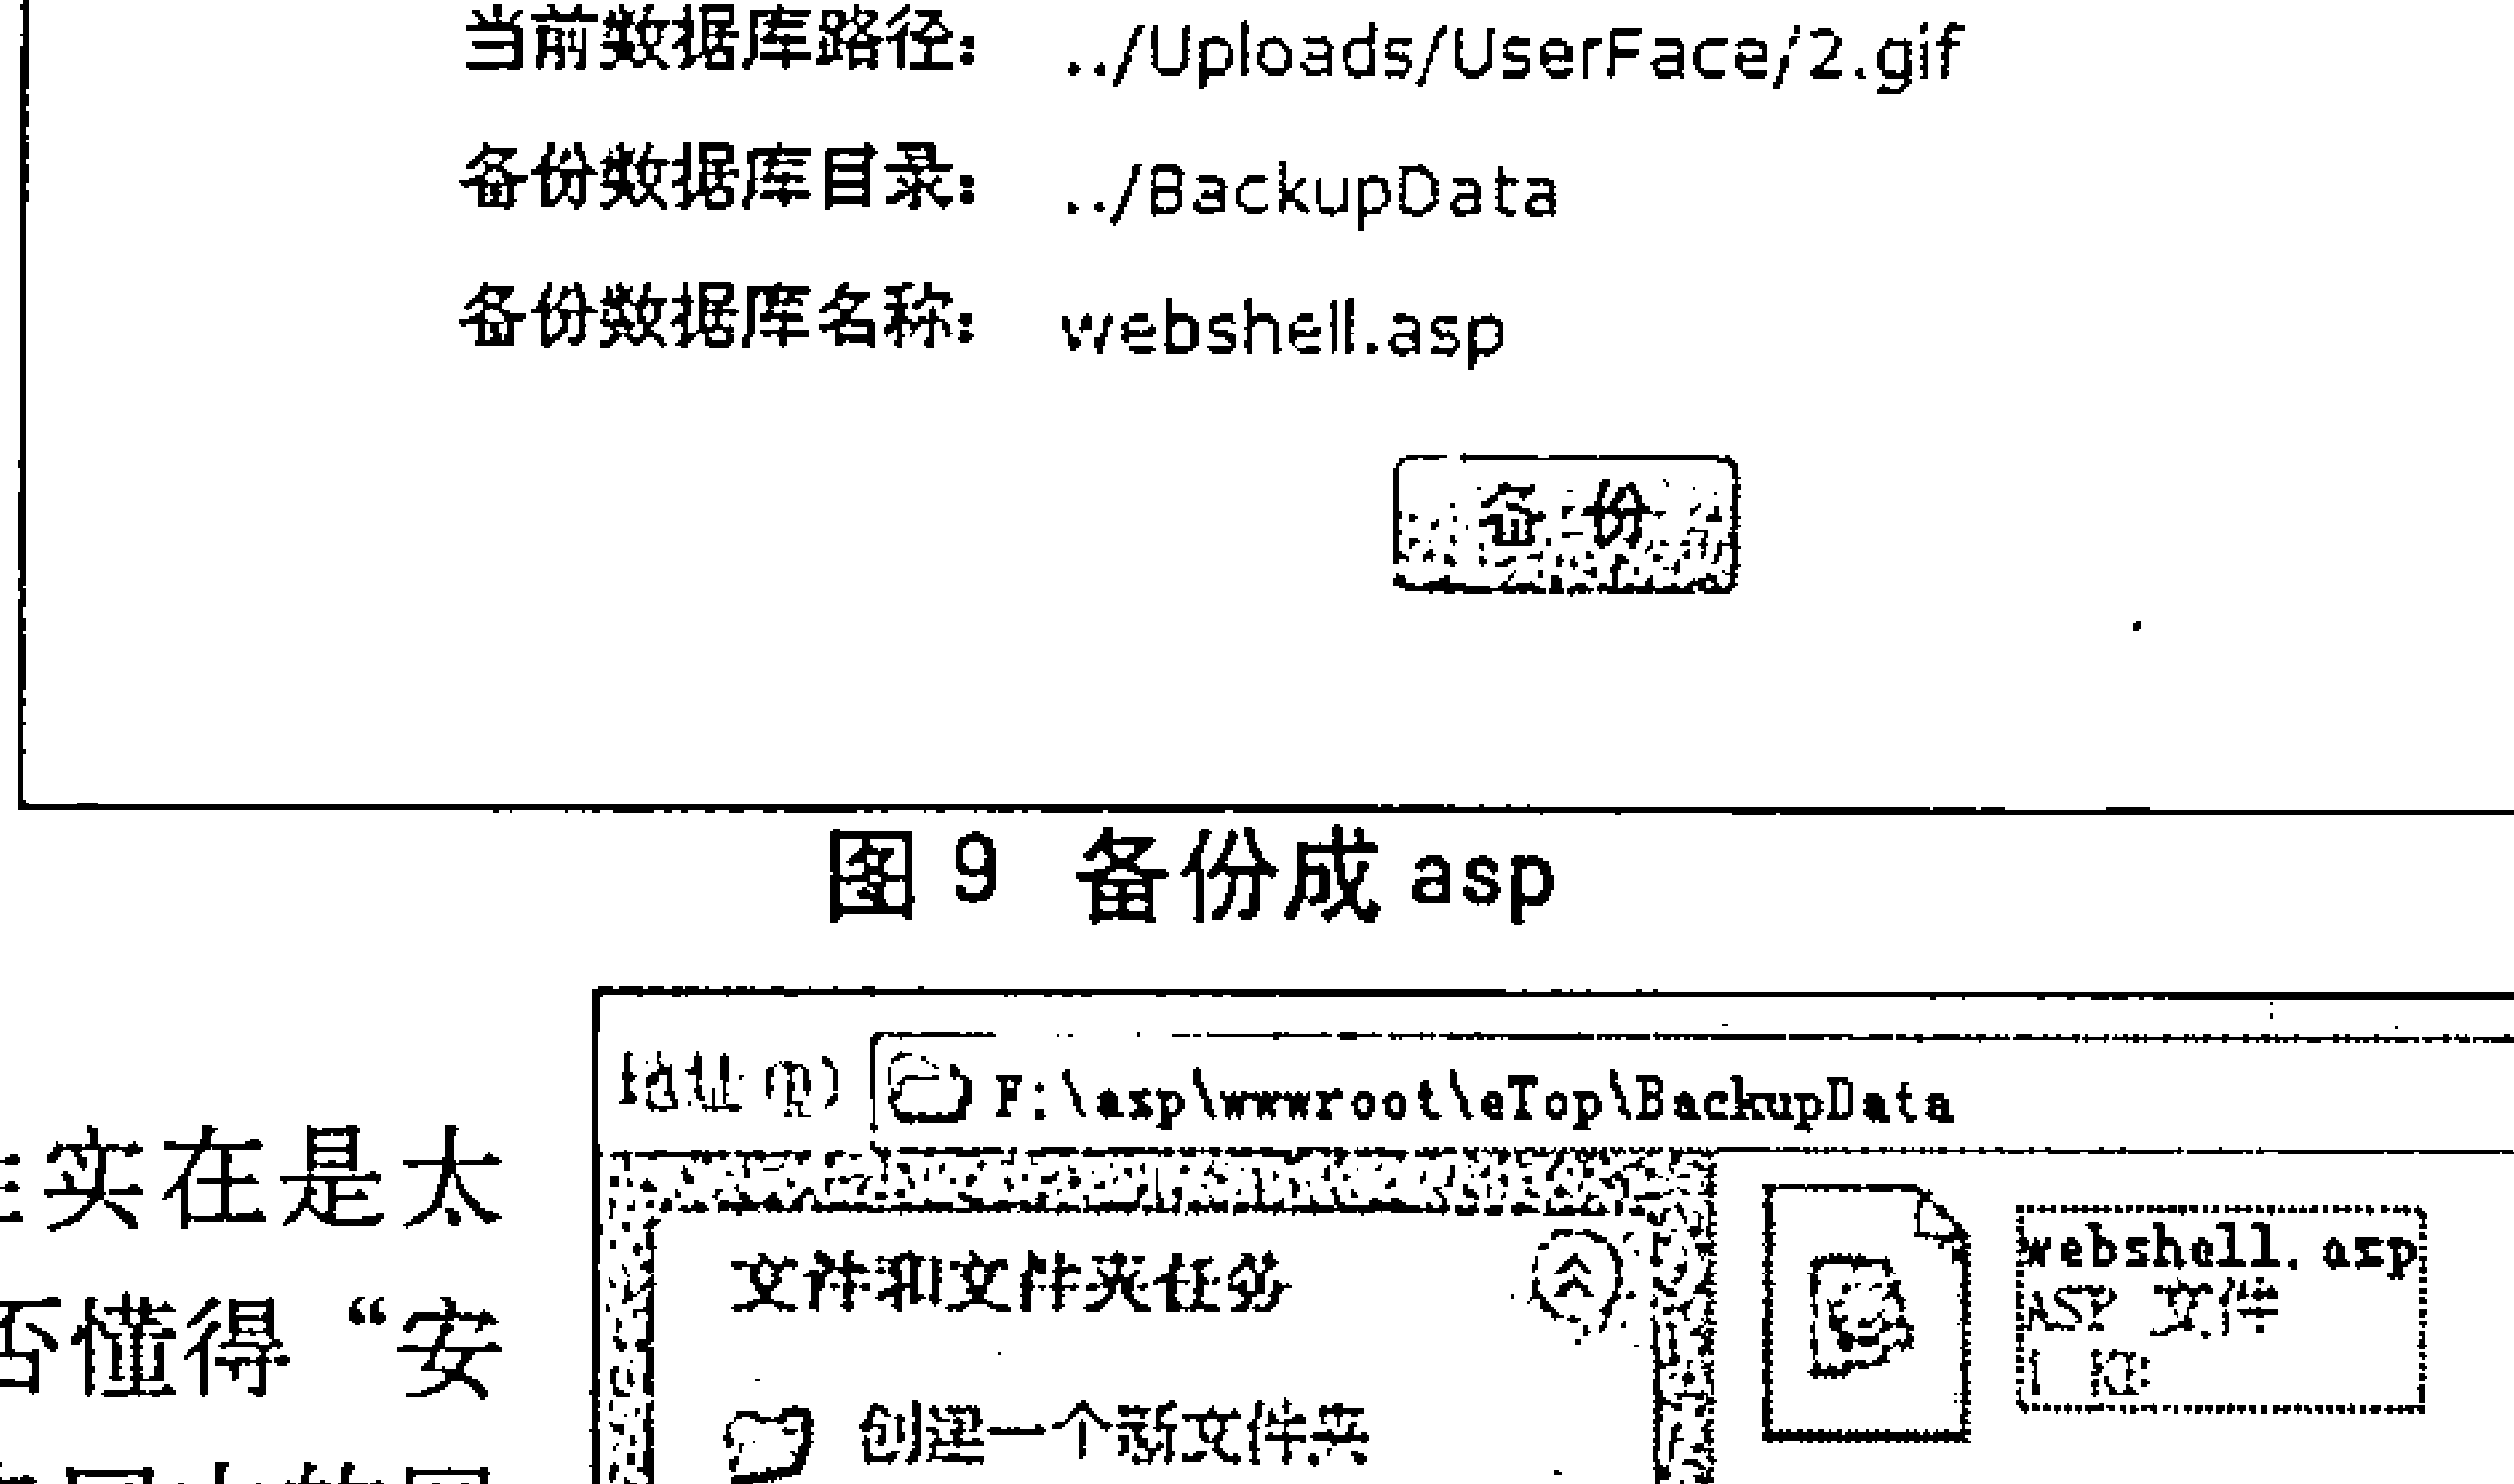 当前数据库路径： ../Uploads/UserFace/2.gif
备份数据库目录： ../BackupData
备份数据库名称： webshell.asp
备 份
图 9 备份成 asp
地址(D) F:\asp\wwwroot\eTop\BackupData
实在是太
否懂得“安
文件和文件夹任务
创建一个新文件夹
webshell.asp
ASP 文件
1 KB